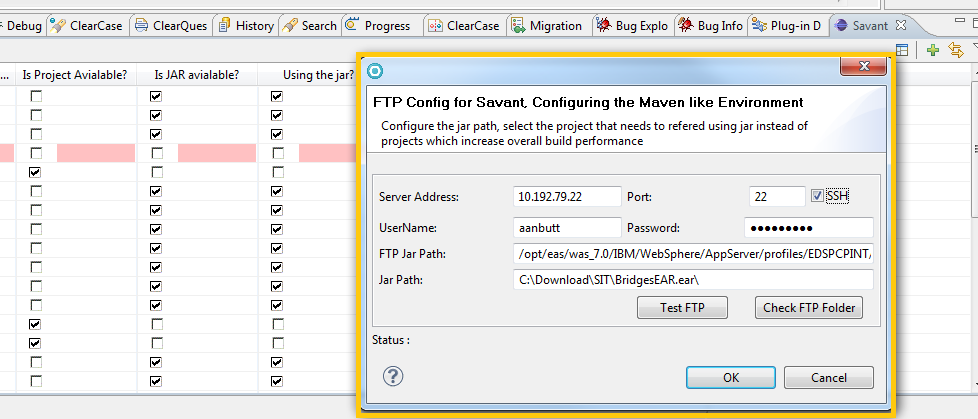 Debug ClearCase ClearQues History Search Progress ClearCase Migration Bug Explo Bug Info Plug-in D Savant
... Is Project Avialable? Is JAR avialable? Using the jar?
FTP Config for Savant, Configuring the Maven like Environment
Configure the jar path, select the project that needs to refered using jar instead of
projects which increase overall build performance
Server Address: 10.192.79.22 Port: 22 SSH
UserName: aanbutt Password: ●●●●●●●●●
FTP Jar Path: /opt/eas/was_7.0/IBM/WebSphere/AppServer/profiles/EDSPCPINT/
Jar Path: C:\Download\SIT\BridgesEAR.ear\
Test FTP Check FTP Folder
Status :
? OK Cancel